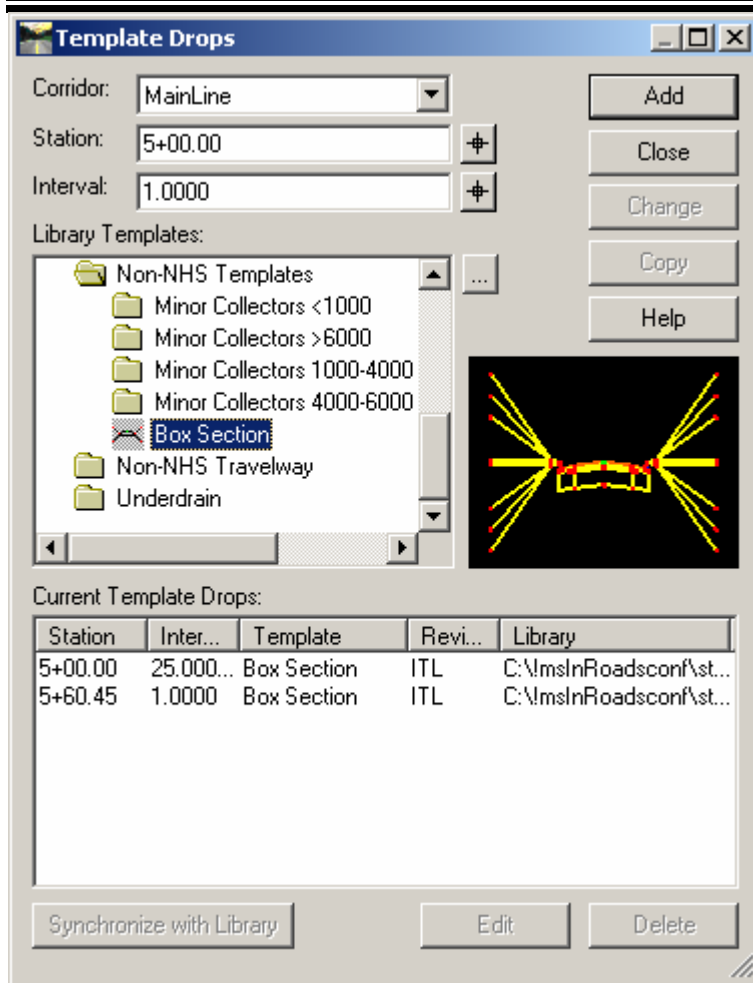 Template Drops
Corridor: MainLine
Add
Station: 5+00.00
Close
Interval: 1.0000
Change
Library Templates:
Non-NHS Templates
...
Copy
Minor Collectors <1000
Minor Collectors >6000
Help
Minor Collectors 1000-4000
Minor Collectors 4000-6000
Box Section
Non-NHS Travelway
Underdrain
Current Template Drops:
Station Inter... Template Revi... Library
5+00.00 25.000... Box Section ITL C:\!msInRoadsconf\st...
5+60.45 1.0000 Box Section ITL C:\!msInRoadsconf\st...
Synchronize with Library Edit Delete